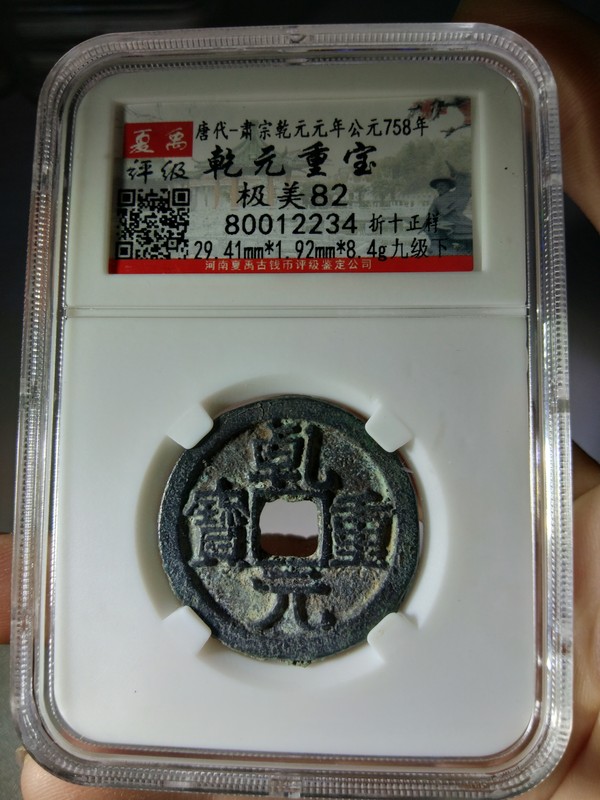 夏禹
评级
唐代-肃宗乾元元年公元758年
乾元重宝
极美82
80012234 折十正样
29.41mm*1.92mm*8.4g九级下
河南夏禹古钱币评级鉴定公司
乾
元
重
寳